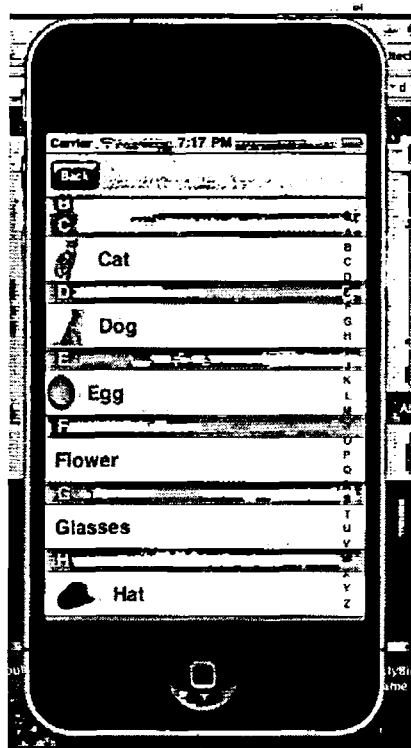 Carrier 7:17 PM
Back
B
C
Cat
D
Dog
E
Egg
F
Flower
G
Glasses
H
Hat
A
B
C
D
F
G
H
K
L
M
O
P
Q
S
T
U
V
W
X
Y
Z